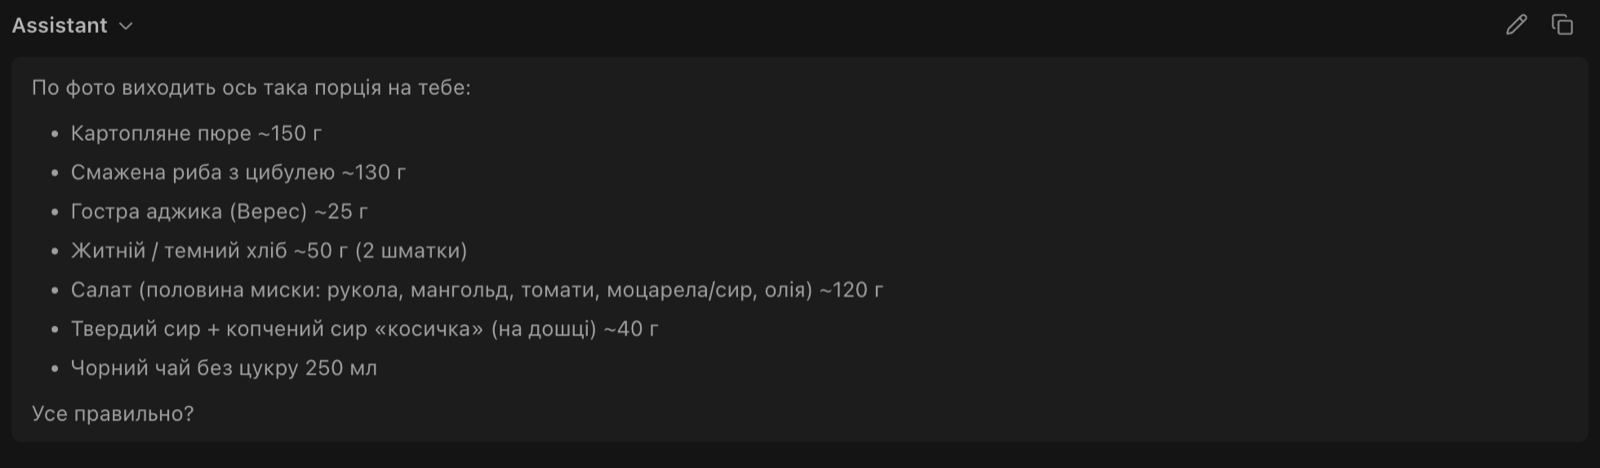 Assistant
По фото виходить ось така порція на тебе:
• Картопляне пюре ~150 г
• Смажена риба з цибулею ~130 г
• Гостра аджика (Верес) ~25 г
• Житній / темний хліб ~50 г (2 шматки)
• Салат (половина миски: рукола, мангольд, томати, моцарела/сир, олія) ~120 г
• Твердий сир + копчений сир «косичка» (на дошці) ~40 г
• Чорний чай без цукру 250 мл
Усе правильно?